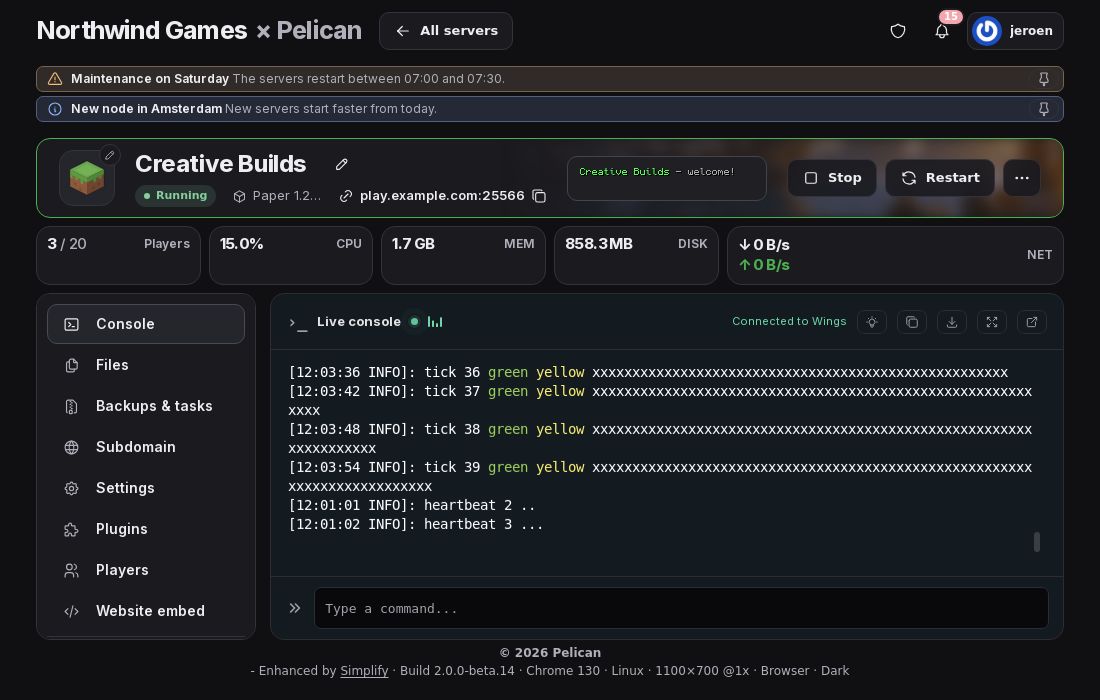 Northwind Games × Pelican
All servers
15
jeroen
Maintenance on Saturday The servers restart between 07:00 and 07:30.
New node in Amsterdam New servers start faster from today.
Creative Builds
Running
Paper 1.2...
play.example.com:25566
Creative Builds – welcome!
Stop
Restart
3 / 20
Players
15.0%
CPU
1.7 GB
MEM
858.3 MB
DISK
↓ 0 B/s
↑ 0 B/s
NET
Console
Files
Backups & tasks
Subdomain
Settings
Plugins
Players
Website embed
Live console
Connected to Wings
[12:03:36 INFO]: tick 36 green yellow xxxxxxxxxxxxxxxxxxxxxxxxxxxxxxxxxxxxxxxxxxxxxxxxxxxx
[12:03:42 INFO]: tick 37 green yellow xxxxxxxxxxxxxxxxxxxxxxxxxxxxxxxxxxxxxxxxxxxxxxxxxxxxxxx
xxxx
[12:03:48 INFO]: tick 38 green yellow xxxxxxxxxxxxxxxxxxxxxxxxxxxxxxxxxxxxxxxxxxxxxxxxxxxxxxx
xxxxxxxxxxx
[12:03:54 INFO]: tick 39 green yellow xxxxxxxxxxxxxxxxxxxxxxxxxxxxxxxxxxxxxxxxxxxxxxxxxxxxxxx
xxxxxxxxxxxxxxxxxx
[12:01:01 INFO]: heartbeat 2 ..
[12:01:02 INFO]: heartbeat 3 ...
Type a command...
© 2026 Pelican
- Enhanced by Simplify · Build 2.0.0-beta.14 · Chrome 130 · Linux · 1100×700 @1x · Browser · Dark